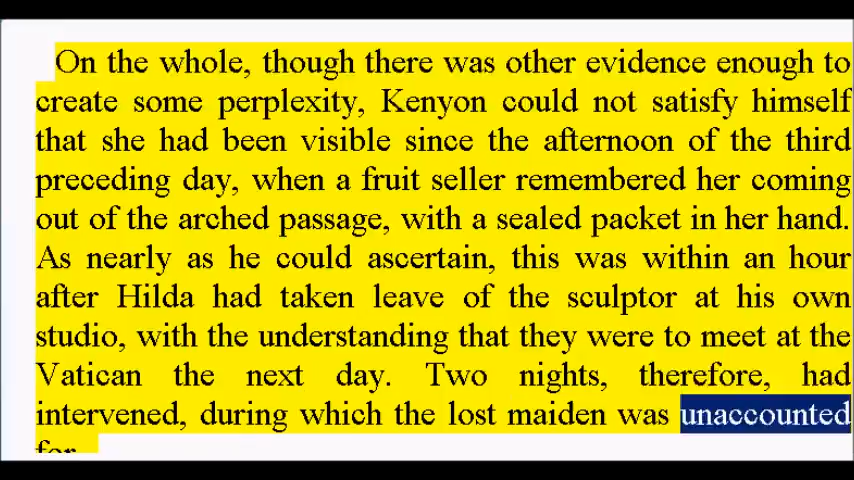 On the whole, though there was other evidence enough to
create some perplexity, Kenyon could not satisfy himself
that she had been visible since the afternoon of the third
preceding day, when a fruit seller remembered her coming
out of the arched passage, with a sealed packet in her hand.
As nearly as he could ascertain, this was within an hour
after Hilda had taken leave of the sculptor at his own
studio, with the understanding that they were to meet at the
Vatican the next day. Two nights, therefore, had
intervened, during which the lost maiden was unaccounted
for.